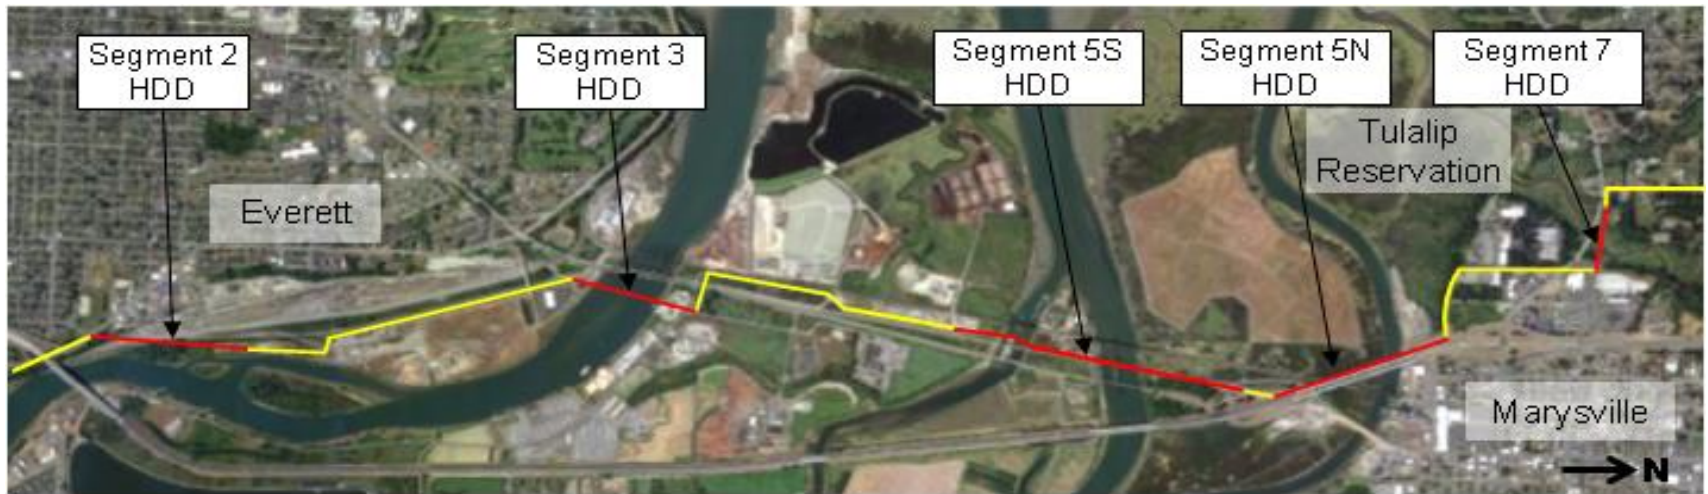 Segment 2
HDD
Segment 3
HDD
Segment 5S
HDD
Segment 5N
HDD
Segment 7
HDD
Tulalip
Reservation
Everett
Marysville
N